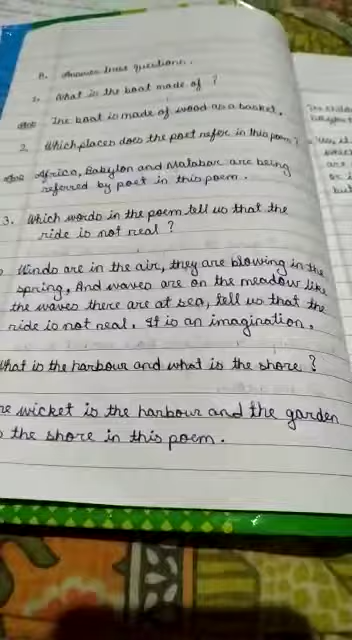 B. Answer these questions.
1. What is the boat made of ?
Ans The boat is made of wood as a basket.
2. Which places does the poet refer in this poem ?
Ans Africa, Babylon and Malabar are being
referred by poet in this poem.
3. Which words in the poem tell us that the
ride is not real ?
Winds are in the air, they are blowing in the
spring, And waves are on the meadow like
the waves there are at sea, tell us that the
ride is not real. It is an imagination.
What is the harbour and what is the shore ?
wicket is the harbour and the garden
the shore in this poem.